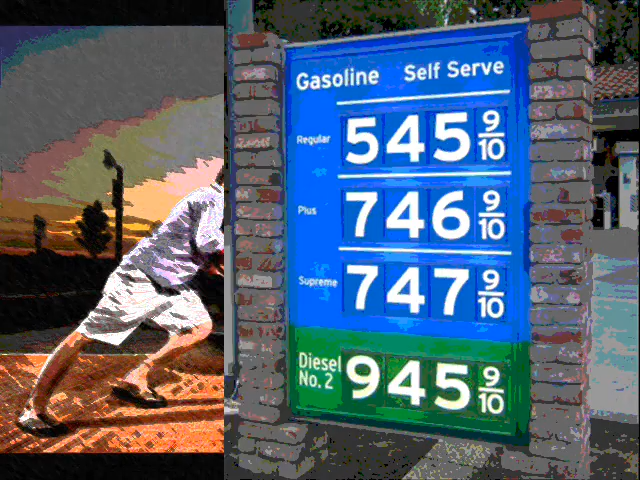 Gasoline Self Serve
Regular 545 9/10
Plus 746 9/10
Supreme 747 9/10
Diesel No. 2 945 9/10